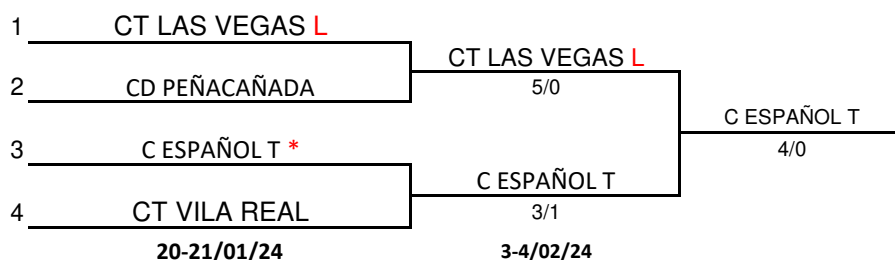 1 CT LAS VEGAS L
CT LAS VEGAS L
2 CD PEÑACAÑADA
5/0
C ESPAÑOL T
3 C ESPAÑOL T *
4/0
C ESPAÑOL T
4 CT VILA REAL
3/1
20-21/01/24 3-4/02/24